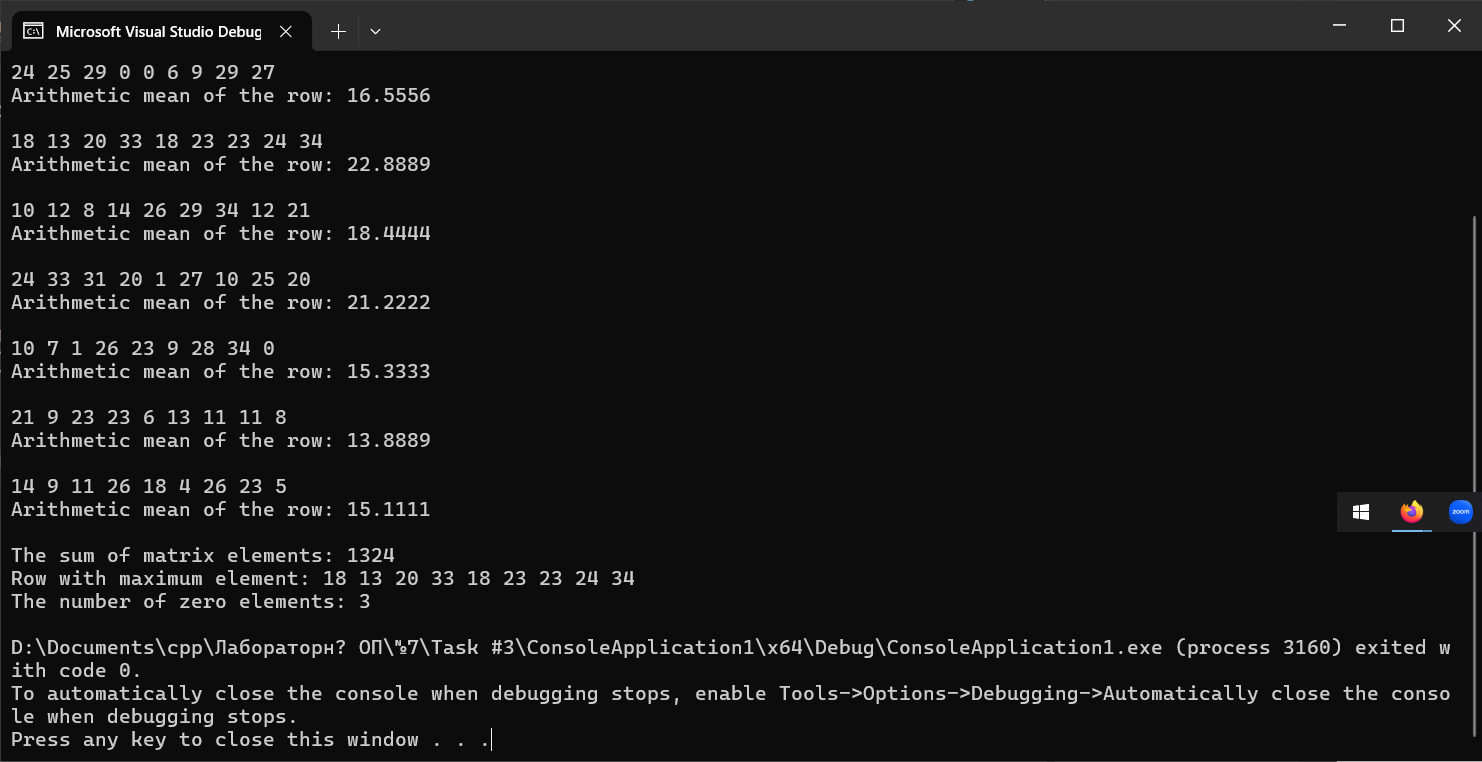 Microsoft Visual Studio Debug
24 25 29 0 0 6 9 29 27
Arithmetic mean of the row: 16.5556
18 13 20 33 18 23 23 24 34
Arithmetic mean of the row: 22.8889
10 12 8 14 26 29 34 12 21
Arithmetic mean of the row: 18.4444
24 33 31 20 1 27 10 25 20
Arithmetic mean of the row: 21.2222
10 7 1 26 23 9 28 34 0
Arithmetic mean of the row: 15.3333
21 9 23 23 6 13 11 11 8
Arithmetic mean of the row: 13.8889
14 9 11 26 18 4 26 23 5
Arithmetic mean of the row: 15.1111
The sum of matrix elements: 1324
Row with maximum element: 18 13 20 33 18 23 23 24 34
The number of zero elements: 3
D:\Documents\cpp\Лабораторн? ОП\№7\Task #3\ConsoleApplication1\x64\Debug\ConsoleApplication1.exe (process 3160) exited w
ith code 0.
To automatically close the console when debugging stops, enable Tools->Options->Debugging->Automatically close the conso
le when debugging stops.
Press any key to close this window . . .
zoom